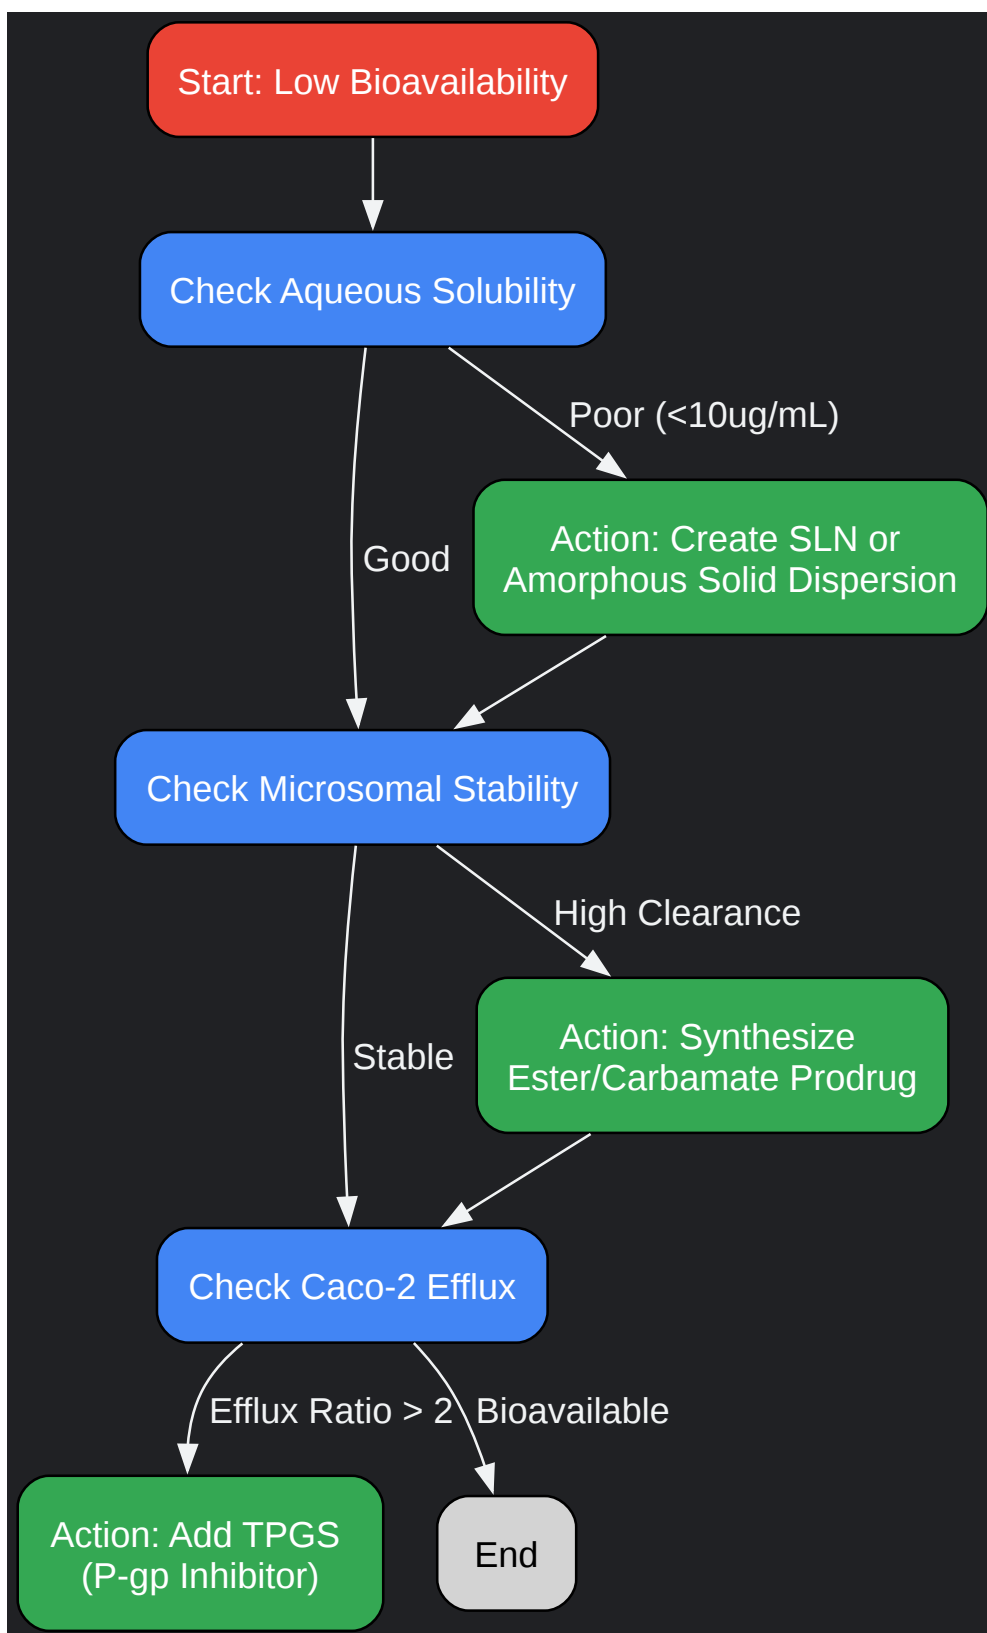 Start: Low Bioavailability
Check Aqueous Solubility
Poor (<10ug/mL)
Action: Create SLN or
Amorphous Solid Dispersion
Good
Check Microsomal Stability
High Clearance
Action: Synthesize
Ester/Carbamate Prodrug
Stable
Check Caco-2 Efflux
Efflux Ratio > 2
Bioavailable
Action: Add TPGS
(P-gp Inhibitor)
End